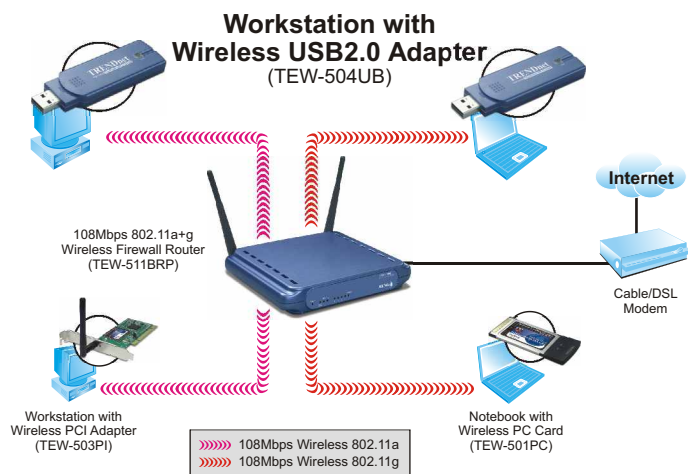 Workstation with
Wireless USB2.0 Adapter
(TEW-504UB)
TRENDnet
TRENDnet
Internet
108Mbps 802.11a+g
Wireless Firewall Router
(TEW-511BRP)
Cable/DSL
Modem
Workstation with
Wireless PCI Adapter
(TEW-503PI)
Notebook with
Wireless PC Card
(TEW-501PC)
108Mbps Wireless 802.11a
108Mbps Wireless 802.11g